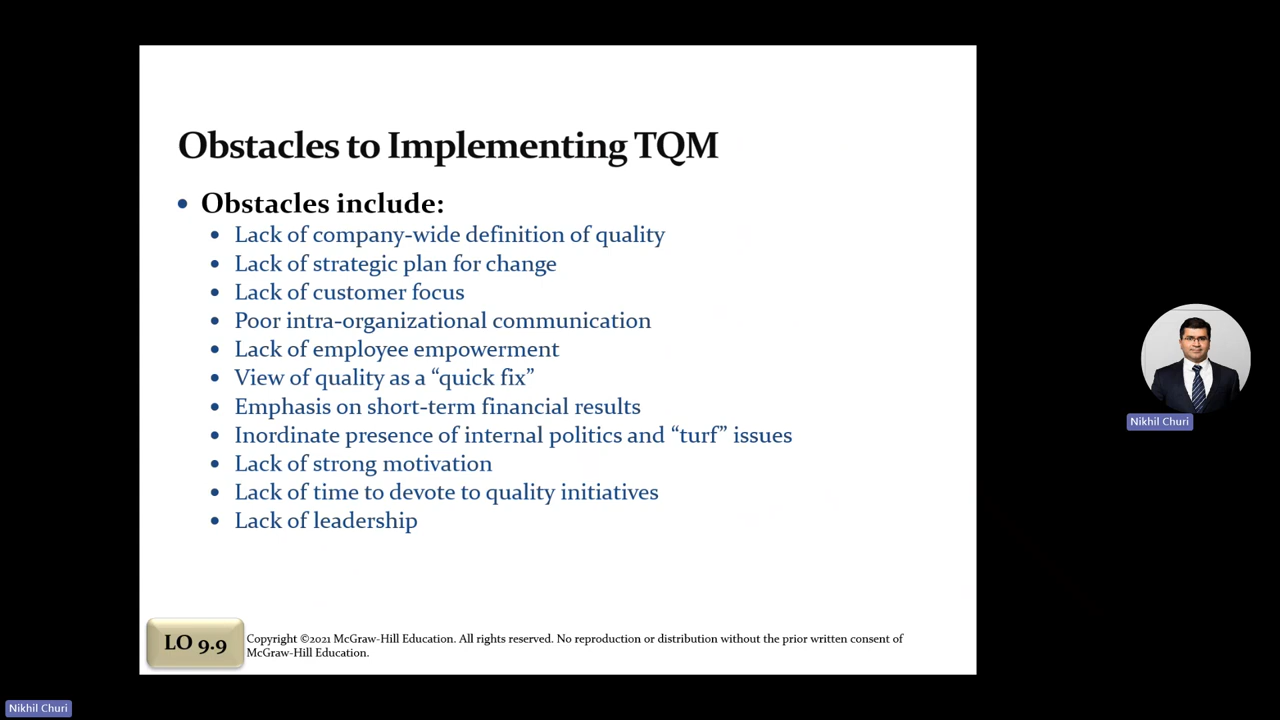 Obstacles to Implementing TQM
• Obstacles include:
• Lack of company-wide definition of quality
• Lack of strategic plan for change
• Lack of customer focus
• Poor intra-organizational communication
• Lack of employee empowerment
• View of quality as a “quick fix”
• Emphasis on short-term financial results
• Inordinate presence of internal politics and “turf” issues
• Lack of strong motivation
• Lack of time to devote to quality initiatives
• Lack of leadership
LO 9.9
Copyright ©2021 McGraw-Hill Education. All rights reserved. No reproduction or distribution without the prior written consent of
McGraw-Hill Education.
Nikhil Churi
Nikhil Churi